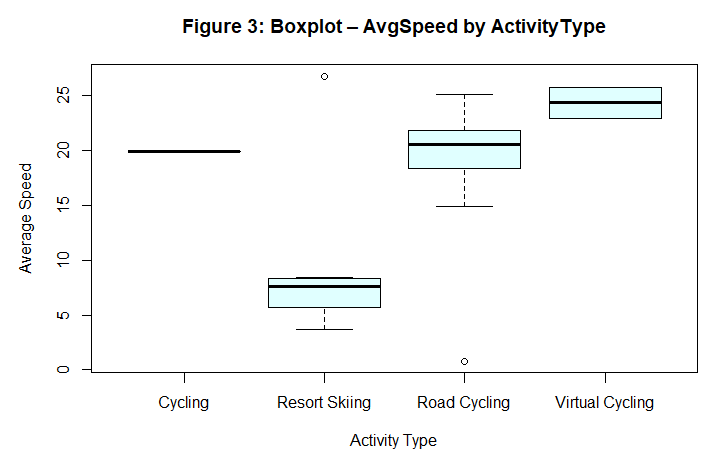 Figure 3: Boxplot – AvgSpeed by ActivityType
25
20
15
10
5
0
Average Speed
Cycling Resort Skiing Road Cycling Virtual Cycling
Activity Type